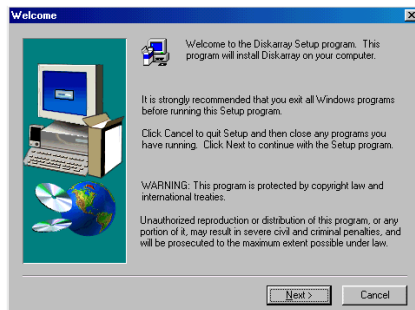 Welcome
Welcome to the Diskarray Setup program. This
program will install Diskarray on your computer.
It is strongly recommended that you exit all Windows programs
before running this Setup program.
Click Cancel to quit Setup and then close any programs you
have running. Click Next to continue with the Setup program.
WARNING: This program is protected by copyright law and
international treaties.
Unauthorized reproduction or distribution of this program, or any
portion of it, may result in severe civil and criminal penalties, and
will be prosecuted to the maximum extent possible under law.
Next >
Cancel